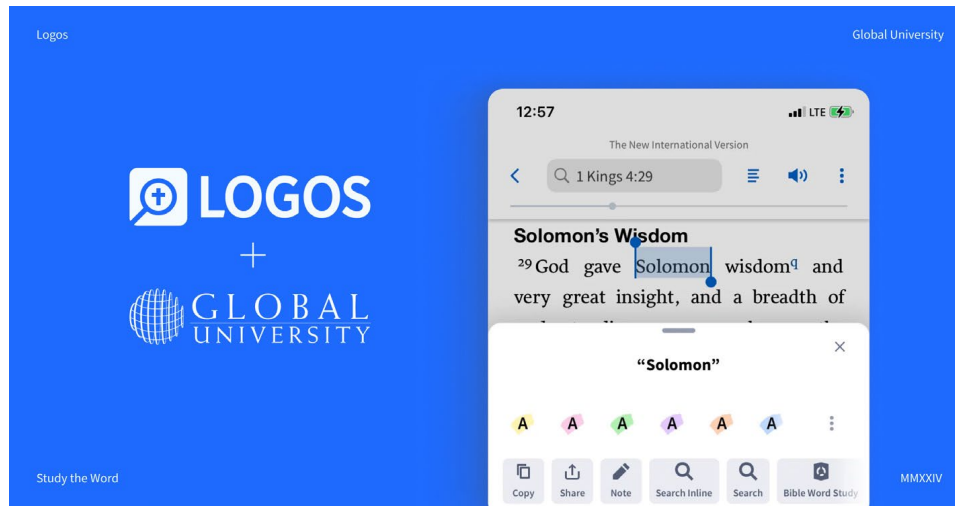 Logos
Global University
LOGOS
+
GLOBAL
UNIVERSITY
Study the Word
MMXXIV
12:57
LTE
The New International Version
1 Kings 4:29
Solomon's Wisdom
29 God gave Solomon wisdomq and
very great insight, and a breadth of
“Solomon”
A A A A A A
Copy Share Note Search Inline Search Bible Word Study